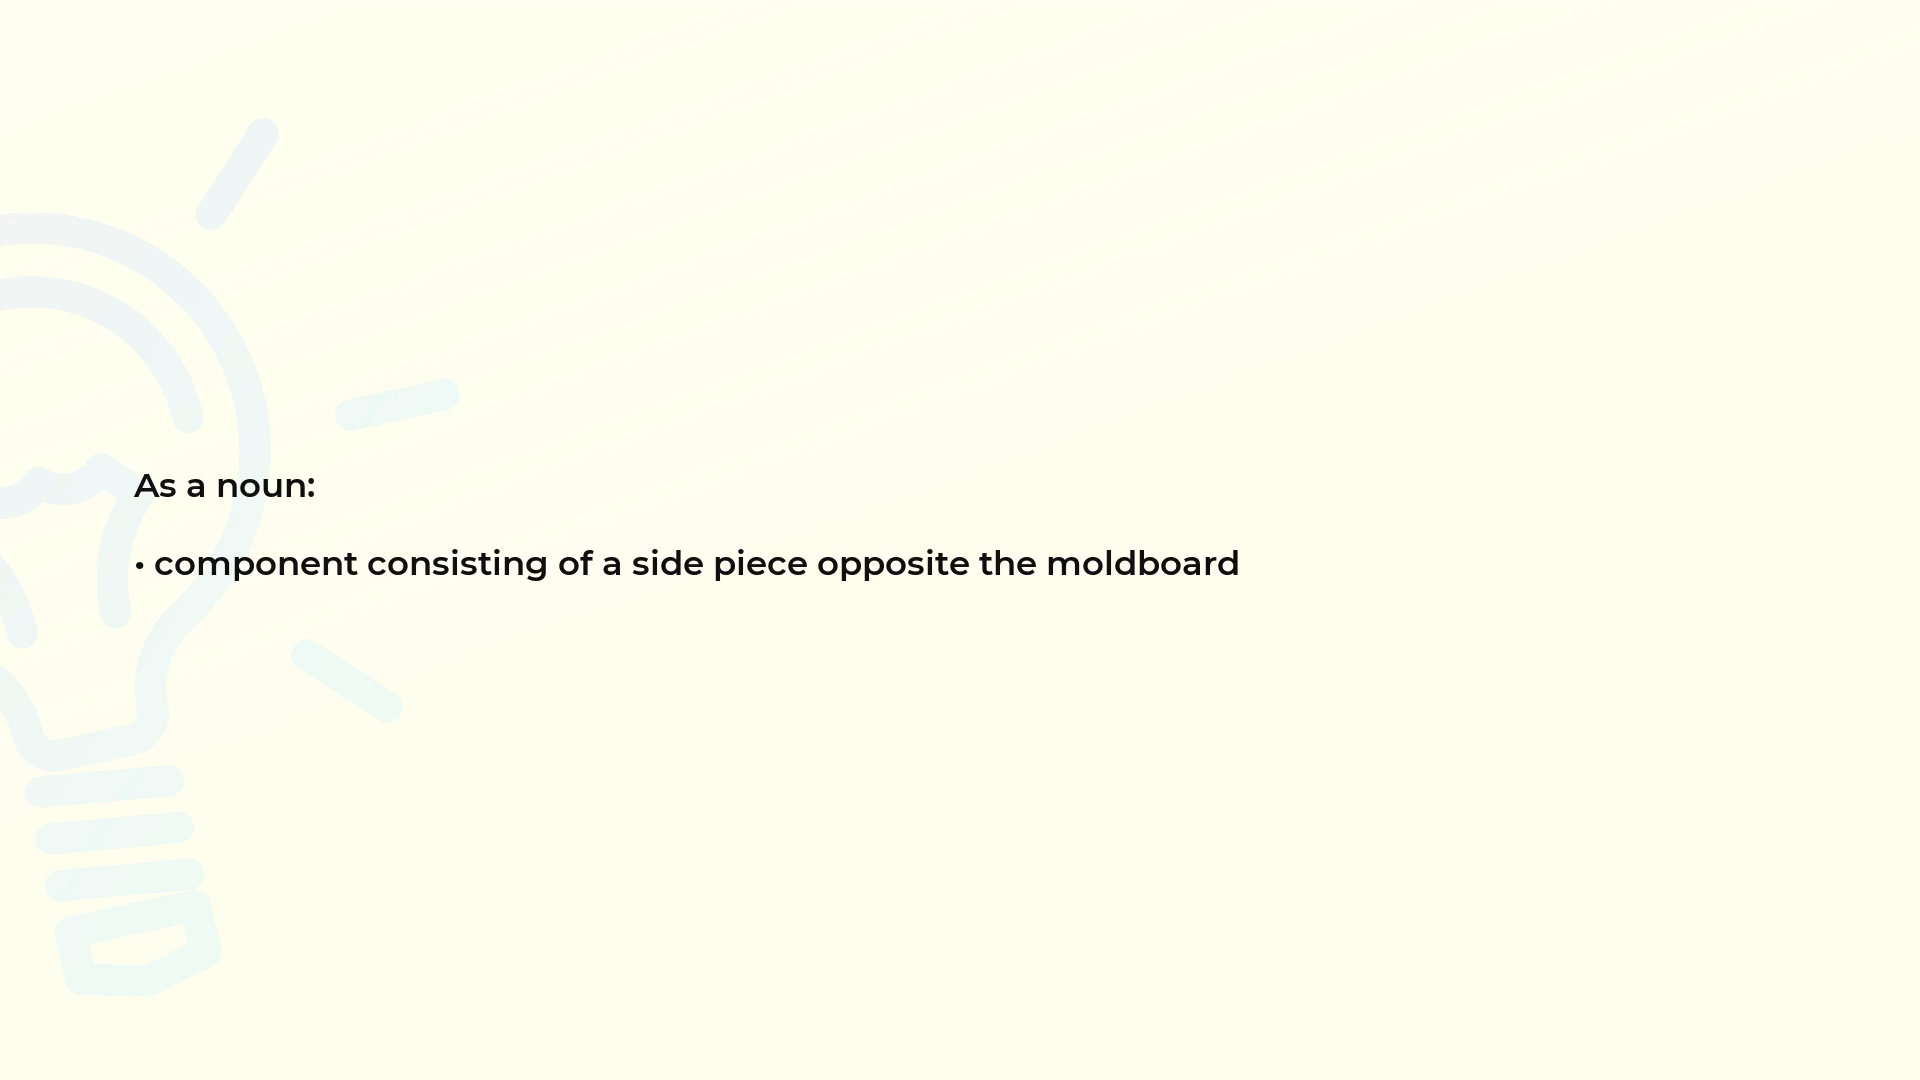 As a noun:
• component consisting of a side piece opposite the moldboard